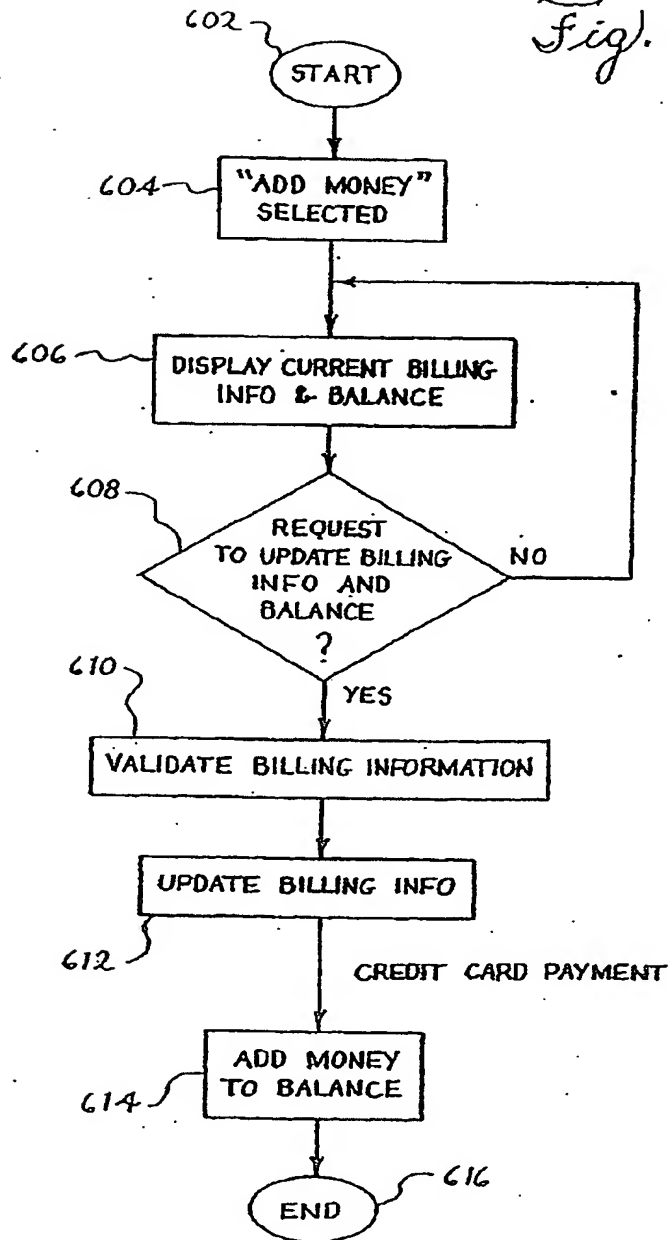 Fig.
602
START
604
"ADD MONEY"
SELECTED
606
DISPLAY CURRENT BILLING
INFO & BALANCE
608
REQUEST
TO UPDATE BILLING
INFO AND
BALANCE
?
NO
YES
610
VALIDATE BILLING INFORMATION
UPDATE BILLING INFO
612
CREDIT CARD PAYMENT
ADD MONEY
TO BALANCE
614
END
616